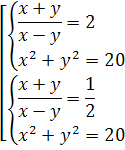 [ { (x + y)/(x − y) = 2
x² + y² = 20
{ (x + y)/(x − y) = 1/2
x² + y² = 20